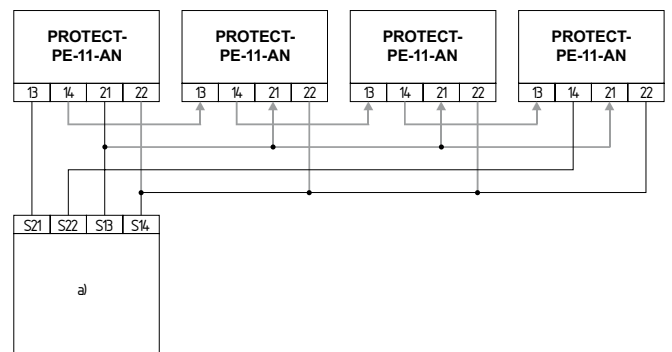 PROTECT-
PE-11-AN
PROTECT-
PE-11-AN
PROTECT-
PE-11-AN
PROTECT-
PE-11-AN
13 14 21 22
13 14 21 22
13 14 21 22
13 14 21 22
S21 S22 S13 S14
a)